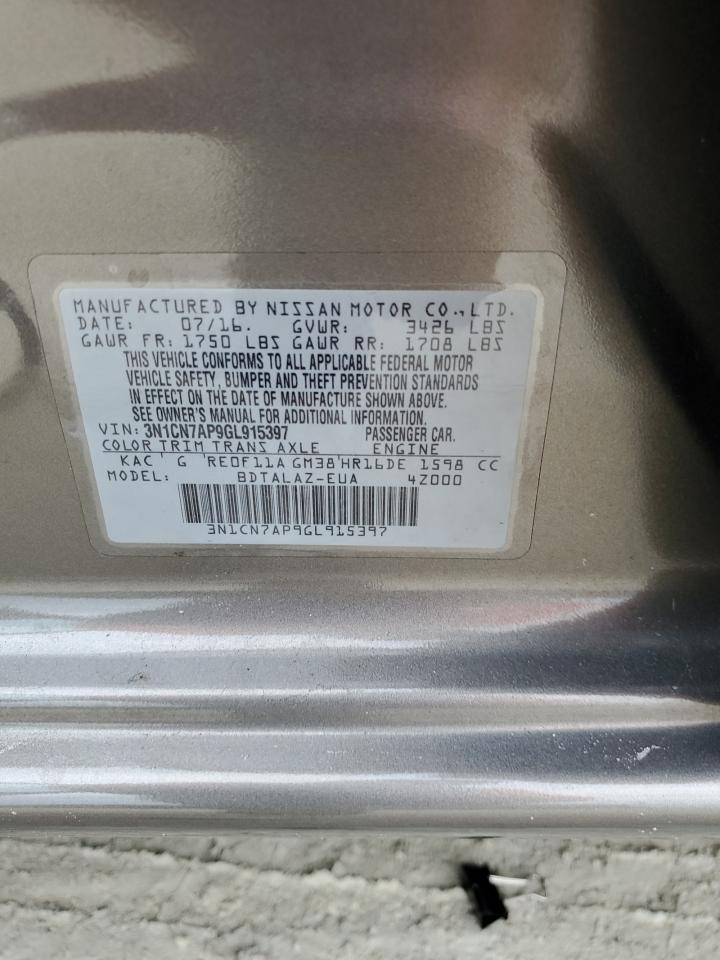 MANUFACTURED BY NISSAN MOTOR CO., LTD.
DATE: 07/16. GVWR: 3426 LBS
GAWR FR: 1750 LBS GAWR RR: 1708 LBS
THIS VEHICLE CONFORMS TO ALL APPLICABLE FEDERAL MOTOR
VEHICLE SAFETY, BUMPER AND THEFT PREVENTION STANDARDS
IN EFFECT ON THE DATE OF MANUFACTURE SHOWN ABOVE.
SEE OWNER'S MANUAL FOR ADDITIONAL INFORMATION.
VIN: 3N1CN7AP9GL915397 PASSENGER CAR.
COLOR TRIM TRANS AXLE ENGINE
KAC' G 'RE0F11A GM38'HR16DE 1598 CC
MODEL: BDTALAZ-EUA 4Z000
3N1CN7AP9GL915397